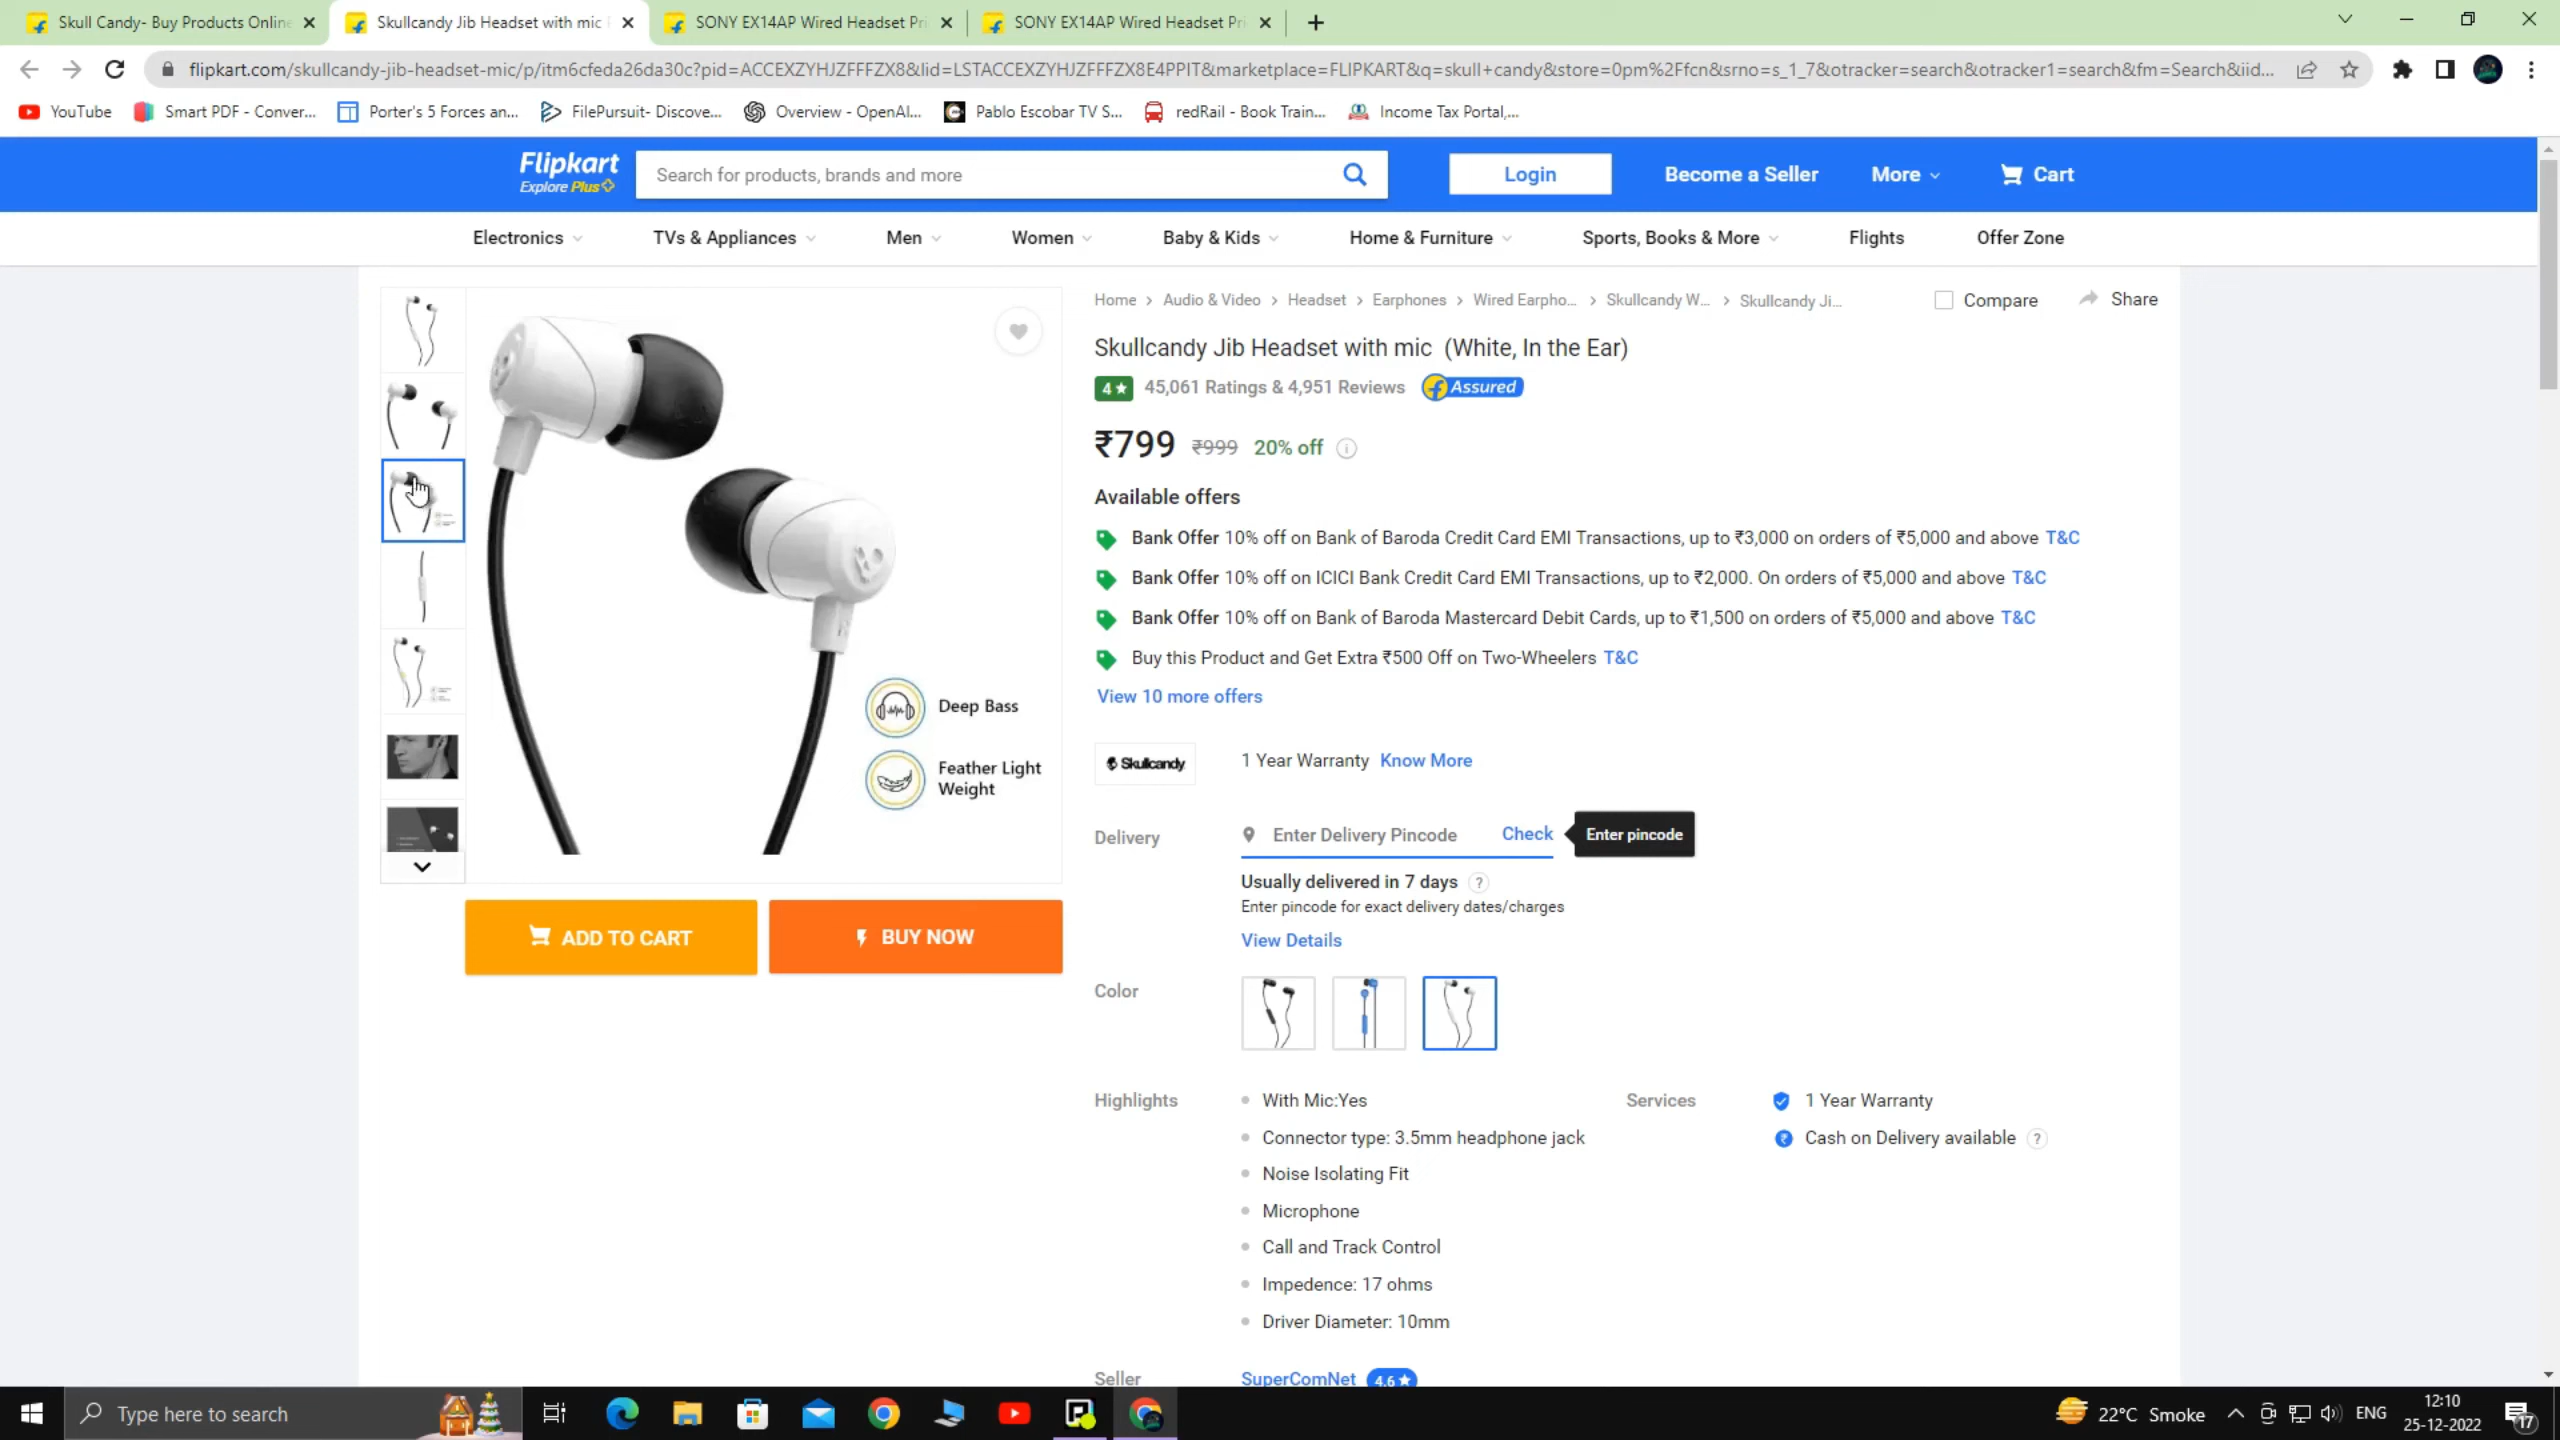 Skull Candy- Buy Products Online
Skullcandy Jib Headset with mic
SONY EX14AP Wired Headset Pri
SONY EX14AP Wired Headset Pri
flipkart.com/skullcandy-jib-headset-mic/p/itm6cfeda26da30c?pid=ACCEXZYHJZFFFZX8&lid=LSTACCEXZYHJZFFFZX8E4PPIT&marketplace=FLIPKART&q=skull+candy&store=0pm%2Ffcn&srno=s_1_7&otracker=search&otracker1=search&fm=Search&iid...
YouTube
Smart PDF - Conver...
Porter's 5 Forces an...
FilePursuit- Discove...
Overview - OpenAI...
Pablo Escobar TV S...
redRail - Book Train...
Income Tax Portal,...
Flipkart
Explore Plus
Search for products, brands and more
Login
Become a Seller
More
Cart
Electronics
TVs & Appliances
Men
Women
Baby & Kids
Home & Furniture
Sports, Books & More
Flights
Offer Zone
Home > Audio & Video > Headset > Earphones > Wired Earpho... > Skullcandy W... > Skullcandy Ji...
Compare
Share
Skullcandy Jib Headset with mic (White, In the Ear)
4★ 45,061 Ratings & 4,951 Reviews Assured
₹799 ₹999 20% off
Available offers
Bank Offer 10% off on Bank of Baroda Credit Card EMI Transactions, up to ₹3,000 on orders of ₹5,000 and above T&C
Bank Offer 10% off on ICICI Bank Credit Card EMI Transactions, up to ₹2,000. On orders of ₹5,000 and above T&C
Bank Offer 10% off on Bank of Baroda Mastercard Debit Cards, up to ₹1,500 on orders of ₹5,000 and above T&C
Buy this Product and Get Extra ₹500 Off on Two-Wheelers T&C
View 10 more offers
Deep Bass
Feather Light
Weight
Skullcandy
1 Year Warranty Know More
Delivery
Enter Delivery Pincode
Check
Enter pincode
Usually delivered in 7 days ?
Enter pincode for exact delivery dates/charges
View Details
ADD TO CART
BUY NOW
Color
Highlights
With Mic:Yes
Connector type: 3.5mm headphone jack
Noise Isolating Fit
Microphone
Call and Track Control
Impedence: 17 ohms
Driver Diameter: 10mm
Services
1 Year Warranty
Cash on Delivery available ?
Seller
SuperComNet 4.6★
Type here to search
22°C Smoke
ENG
12:10
25-12-2022
17